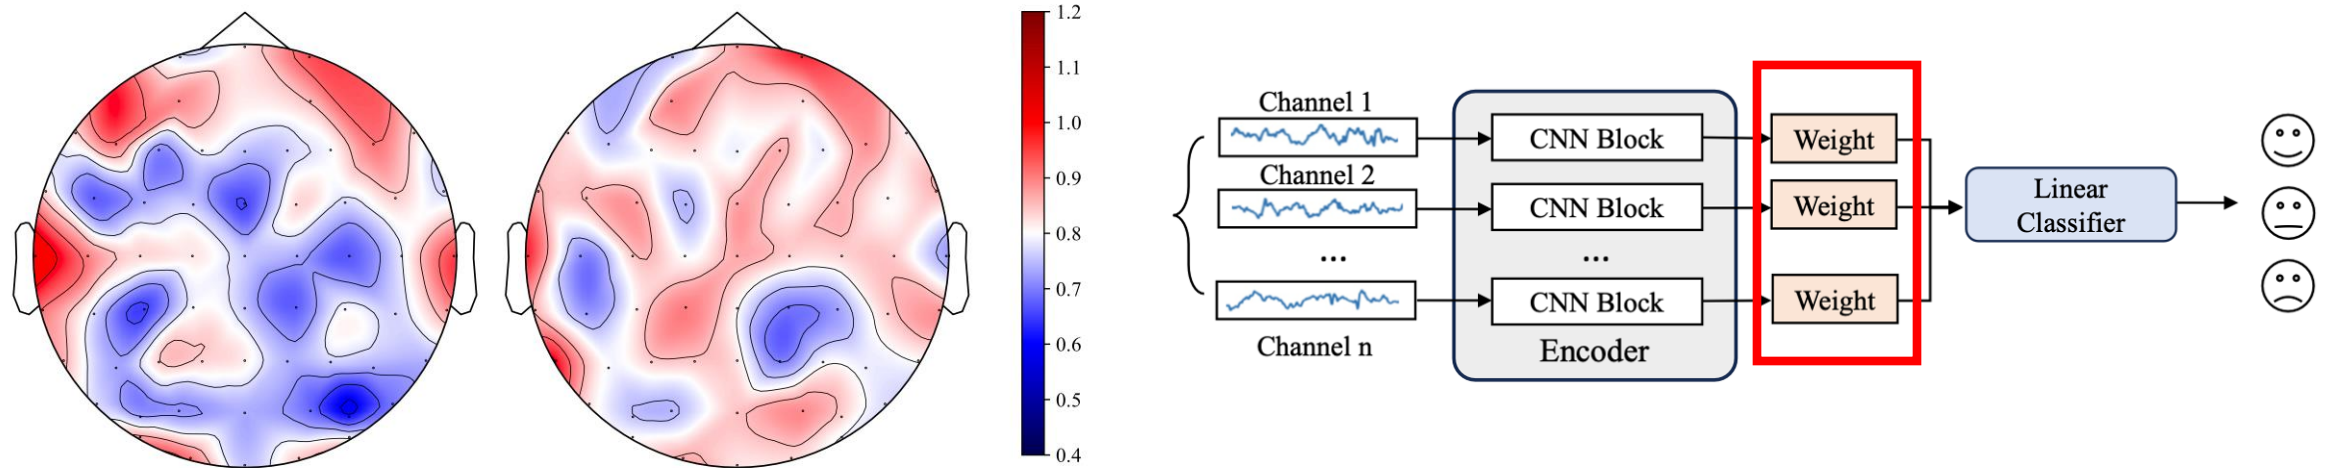 1.2
1.1
1.0
0.9
0.8
0.7
0.6
0.5
0.4
Channel 1
CNN Block
Weight
Channel 2
CNN Block
Weight
Linear
Classifier
...
...
CNN Block
Weight
Channel n
Encoder